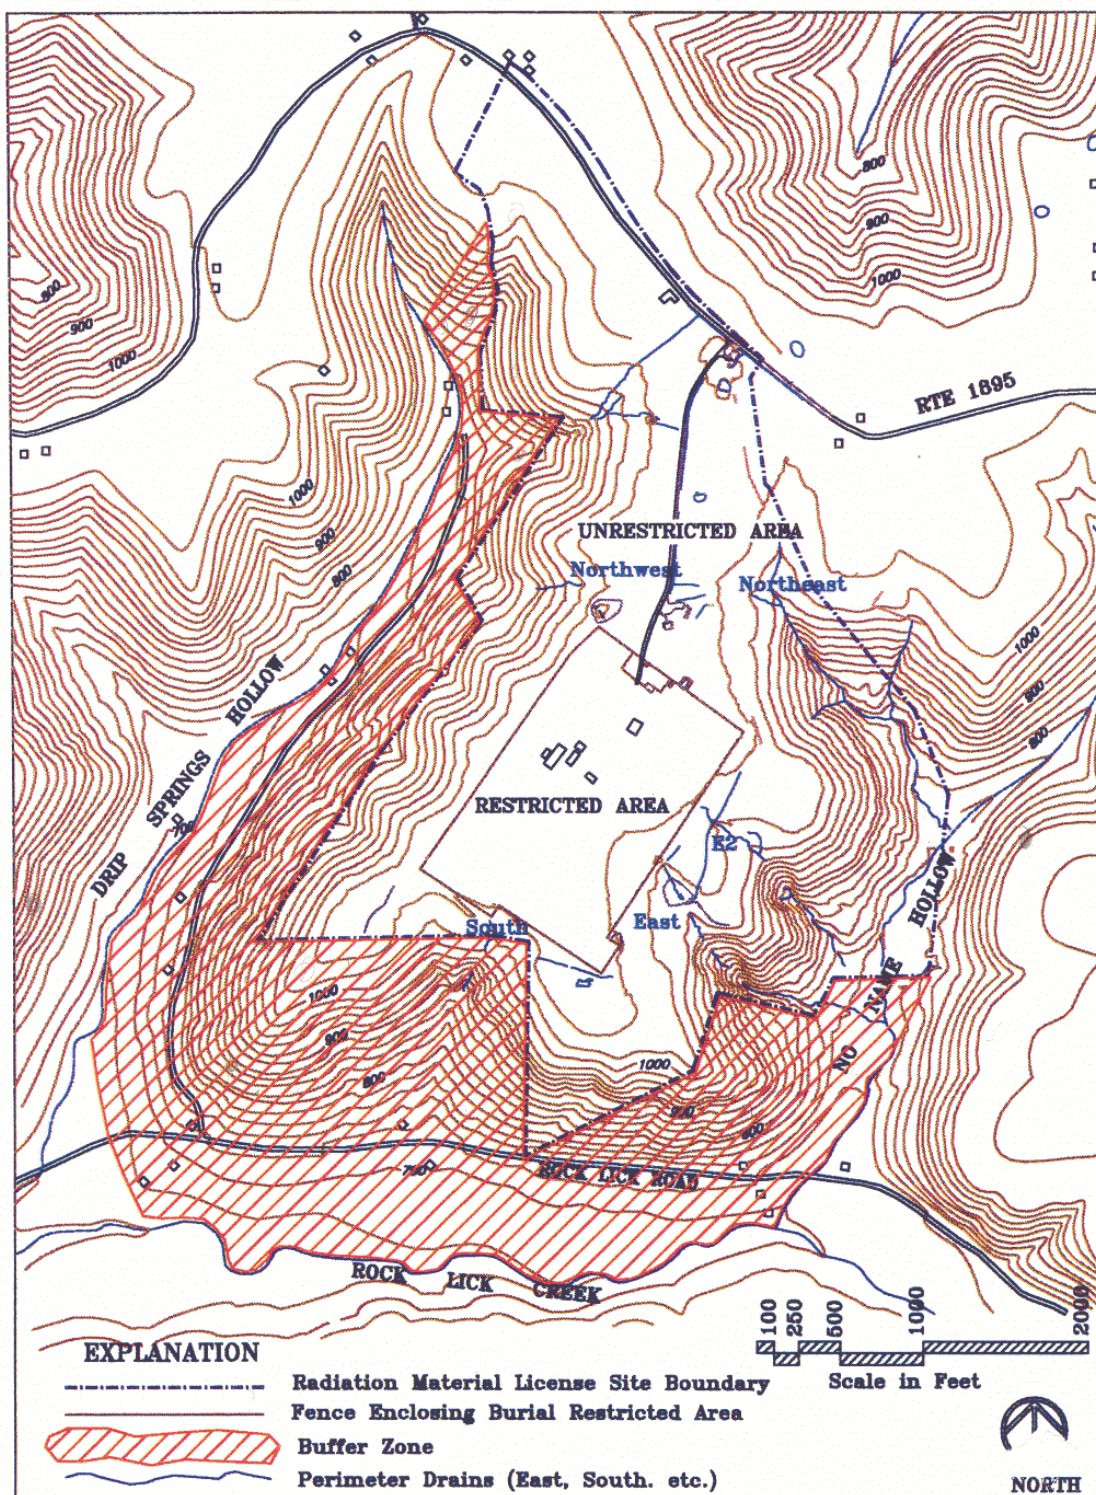 800
900
1000
800
900
1000
RTE 1895
1000
900
800
UNRESTRICTED AREA
Northwest
Northeast
1000
900
800
DRIP SPRINGS HOLLOW
700
RESTRICTED AREA
E2
South
East
NO NAME HOLLOW
1000
900
800
1000
900
800
700
ROCK LICK ROAD
ROCK LICK CREEK
100 250 500 1000 2000
Scale in Feet
EXPLANATION
Radiation Material License Site Boundary
Fence Enclosing Burial Restricted Area
Buffer Zone
Perimeter Drains (East, South. etc.)
NORTH